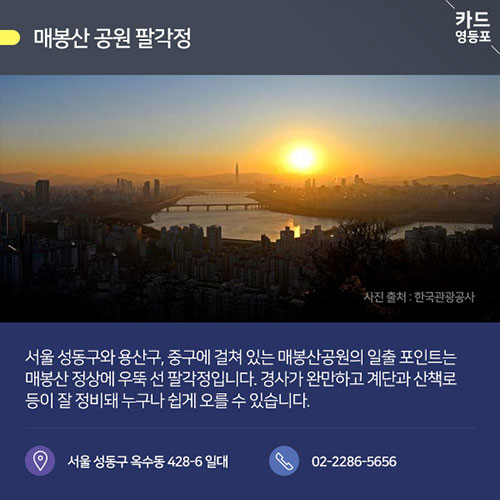 매봉산 공원 팔각정
카드
영등포
사진 출처 : 한국관광공사
서울 성동구와 용산구, 중구에 걸쳐 있는 매봉산공원의 일출 포인트는
매봉산 정상에 우뚝 선 팔각정입니다. 경사가 완만하고 계단과 산책로
등이 잘 정비돼 누구나 쉽게 오를 수 있습니다.
서울 성동구 옥수동 428-6 일대
02-2286-5656